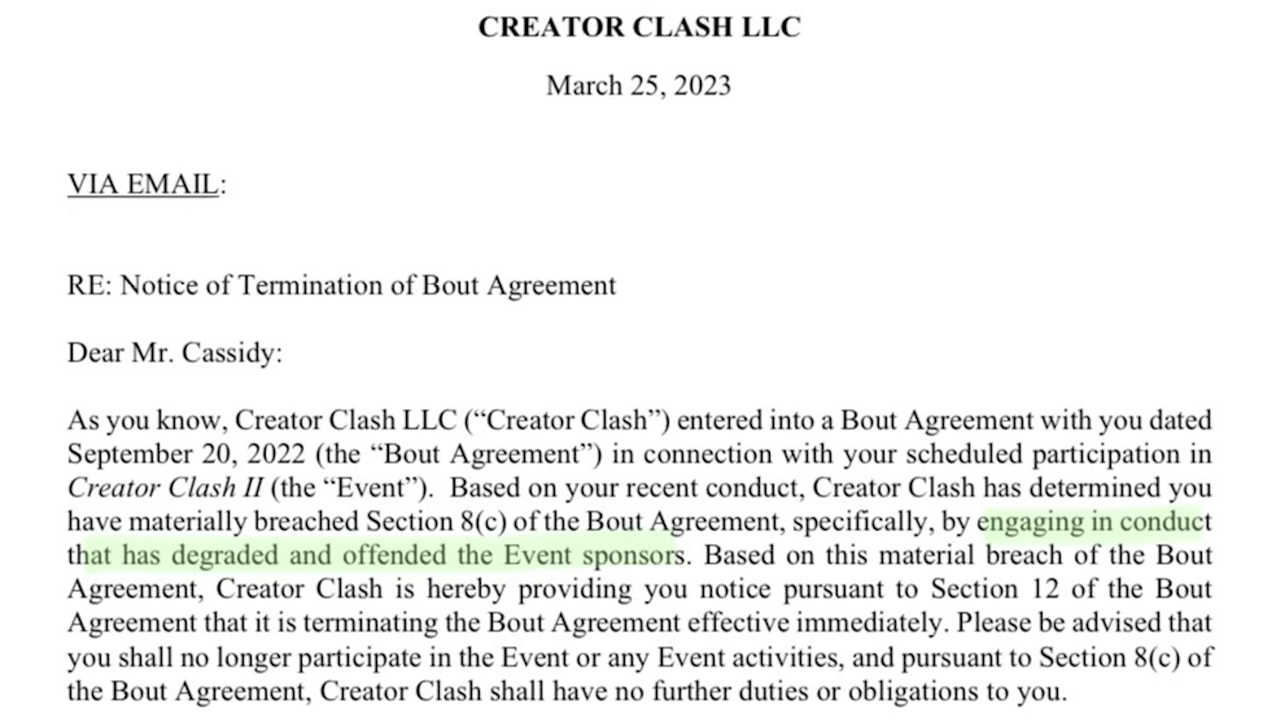 CREATOR CLASH LLC
March 25, 2023
VIA EMAIL:
RE: Notice of Termination of Bout Agreement
Dear Mr. Cassidy:
As you know, Creator Clash LLC (“Creator Clash”) entered into a Bout Agreement with you dated
September 20, 2022 (the “Bout Agreement”) in connection with your scheduled participation in
Creator Clash II (the “Event”).  Based on your recent conduct, Creator Clash has determined you
have materially breached Section 8(c) of the Bout Agreement, specifically, by engaging in conduct
that has degraded and offended the Event sponsors. Based on this material breach of the Bout
Agreement, Creator Clash is hereby providing you notice pursuant to Section 12 of the Bout
Agreement that it is terminating the Bout Agreement effective immediately. Please be advised that
you shall no longer participate in the Event or any Event activities, and pursuant to Section 8(c) of
the Bout Agreement, Creator Clash shall have no further duties or obligations to you.